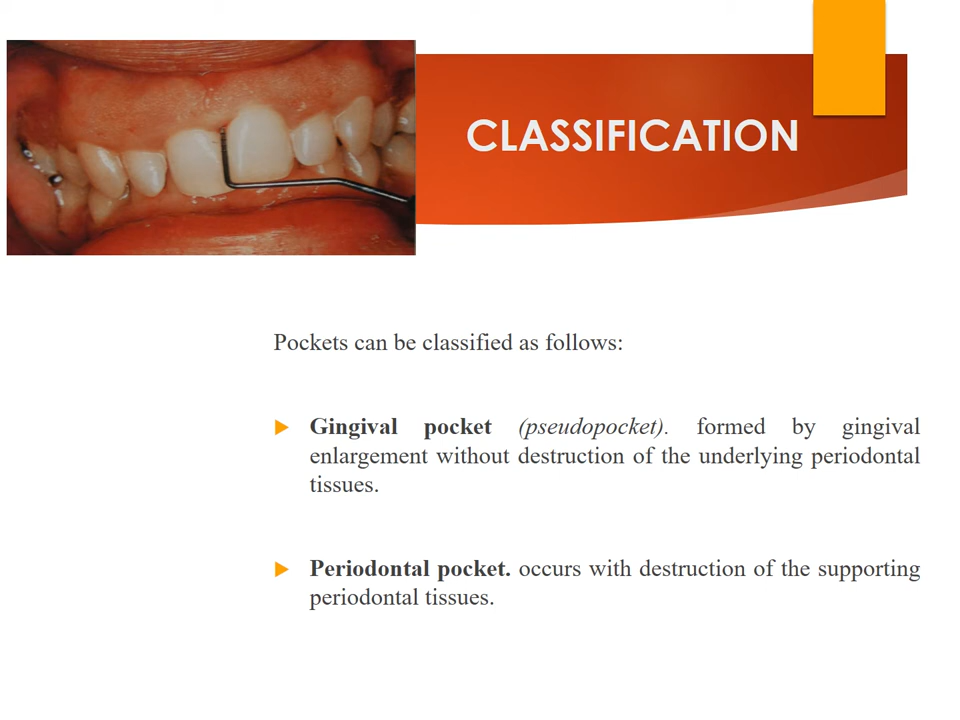 CLASSIFICATION
Pockets can be classified as follows:
Gingival pocket (pseudopocket). formed by gingival
enlargement without destruction of the underlying periodontal
tissues.
Periodontal pocket. occurs with destruction of the supporting
periodontal tissues.